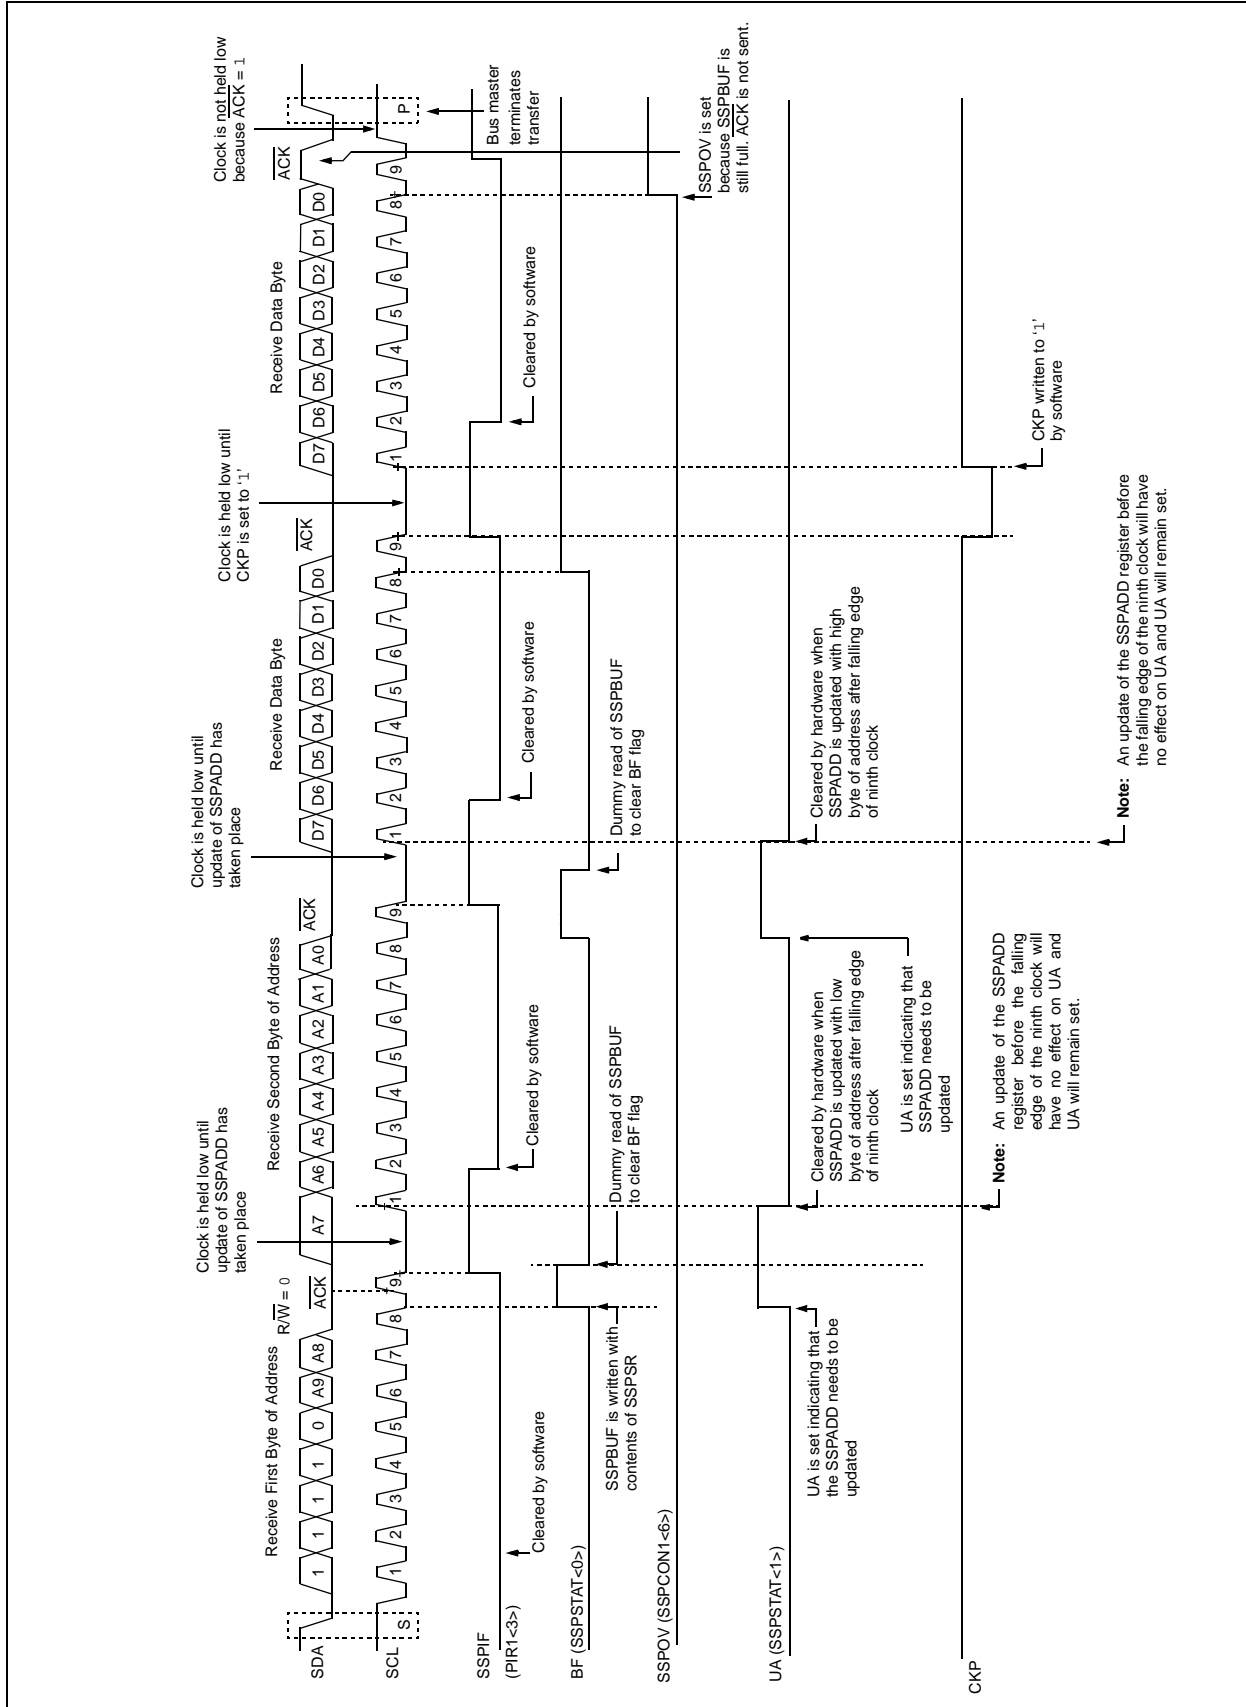 Receive First Byte of Address
R/W = 0
Receive Second Byte of Address
Receive Data Byte
Receive Data Byte
Clock is held low until
update of SSPADD has
taken place
Clock is held low until
update of SSPADD has
taken place
Clock is held low until
CKP is set to ‘1’
Clock is not held low
because ACK = 1
SDA
1 1 1 1 0 A9 A8
ACK
A7 A6 A5 A4 A3 A2 A1 A0
ACK
D7 D6 D5 D4 D3 D2 D1 D0
ACK
D7 D6 D5 D4 D3 D2 D1 D0
ACK
SCL
S
1 2 3 4 5 6 7 8 9
1 2 3 4 5 6 7 8 9
1 2 3 4 5 6 7 8 9
1 2 3 4 5 6 7 8 9
P
Bus master
terminates
transfer
SSPIF
(PIR1<3>)
Cleared by software
Cleared by software
Cleared by software
Cleared by software
BF (SSPSTAT<0>)
SSPBUF is written with
contents of SSPSR
Dummy read of SSPBUF
to clear BF flag
Dummy read of SSPBUF
to clear BF flag
SSPOV (SSPCON1<6>)
SSPOV is set
because SSPBUF is
still full. ACK is not sent.
UA (SSPSTAT<1>)
UA is set indicating that
the SSPADD needs to be
updated
Cleared by hardware when
SSPADD is updated with low
byte of address after falling edge
of ninth clock
UA is set indicating that
SSPADD needs to be
updated
Cleared by hardware when
SSPADD is updated with high
byte of address after falling edge
of ninth clock
CKP
CKP written to ‘1’
by software
Note: An update of the SSPADD
register before the falling
edge of the ninth clock will
have no effect on UA and
UA will remain set.
Note: An update of the SSPADD register before
the falling edge of the ninth clock will have
no effect on UA and UA will remain set.